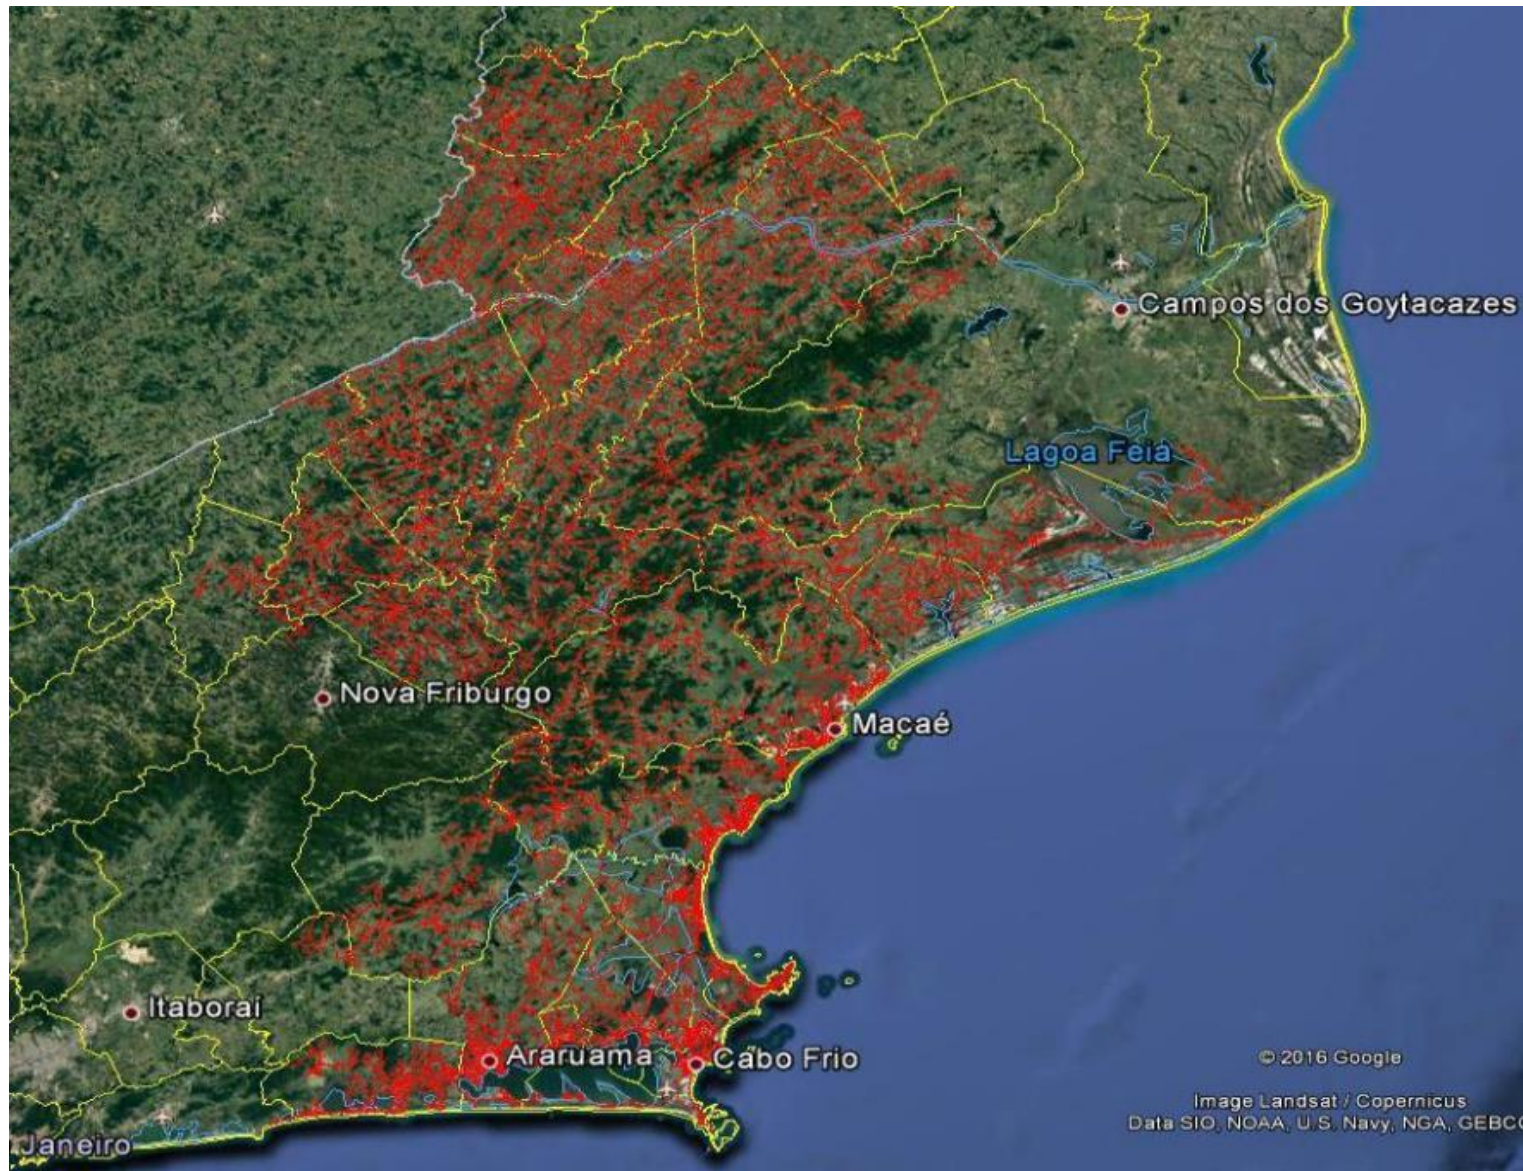 Campos dos Goytacazes
Lagoa Feia
Nova Friburgo
Macaé
Itaboraí
Araruama
Cabo Frio
© 2016 Google
Image Landsat / Copernicus
Data SIO, NOAA, U.S. Navy, NGA, GEBCO
Janeiro